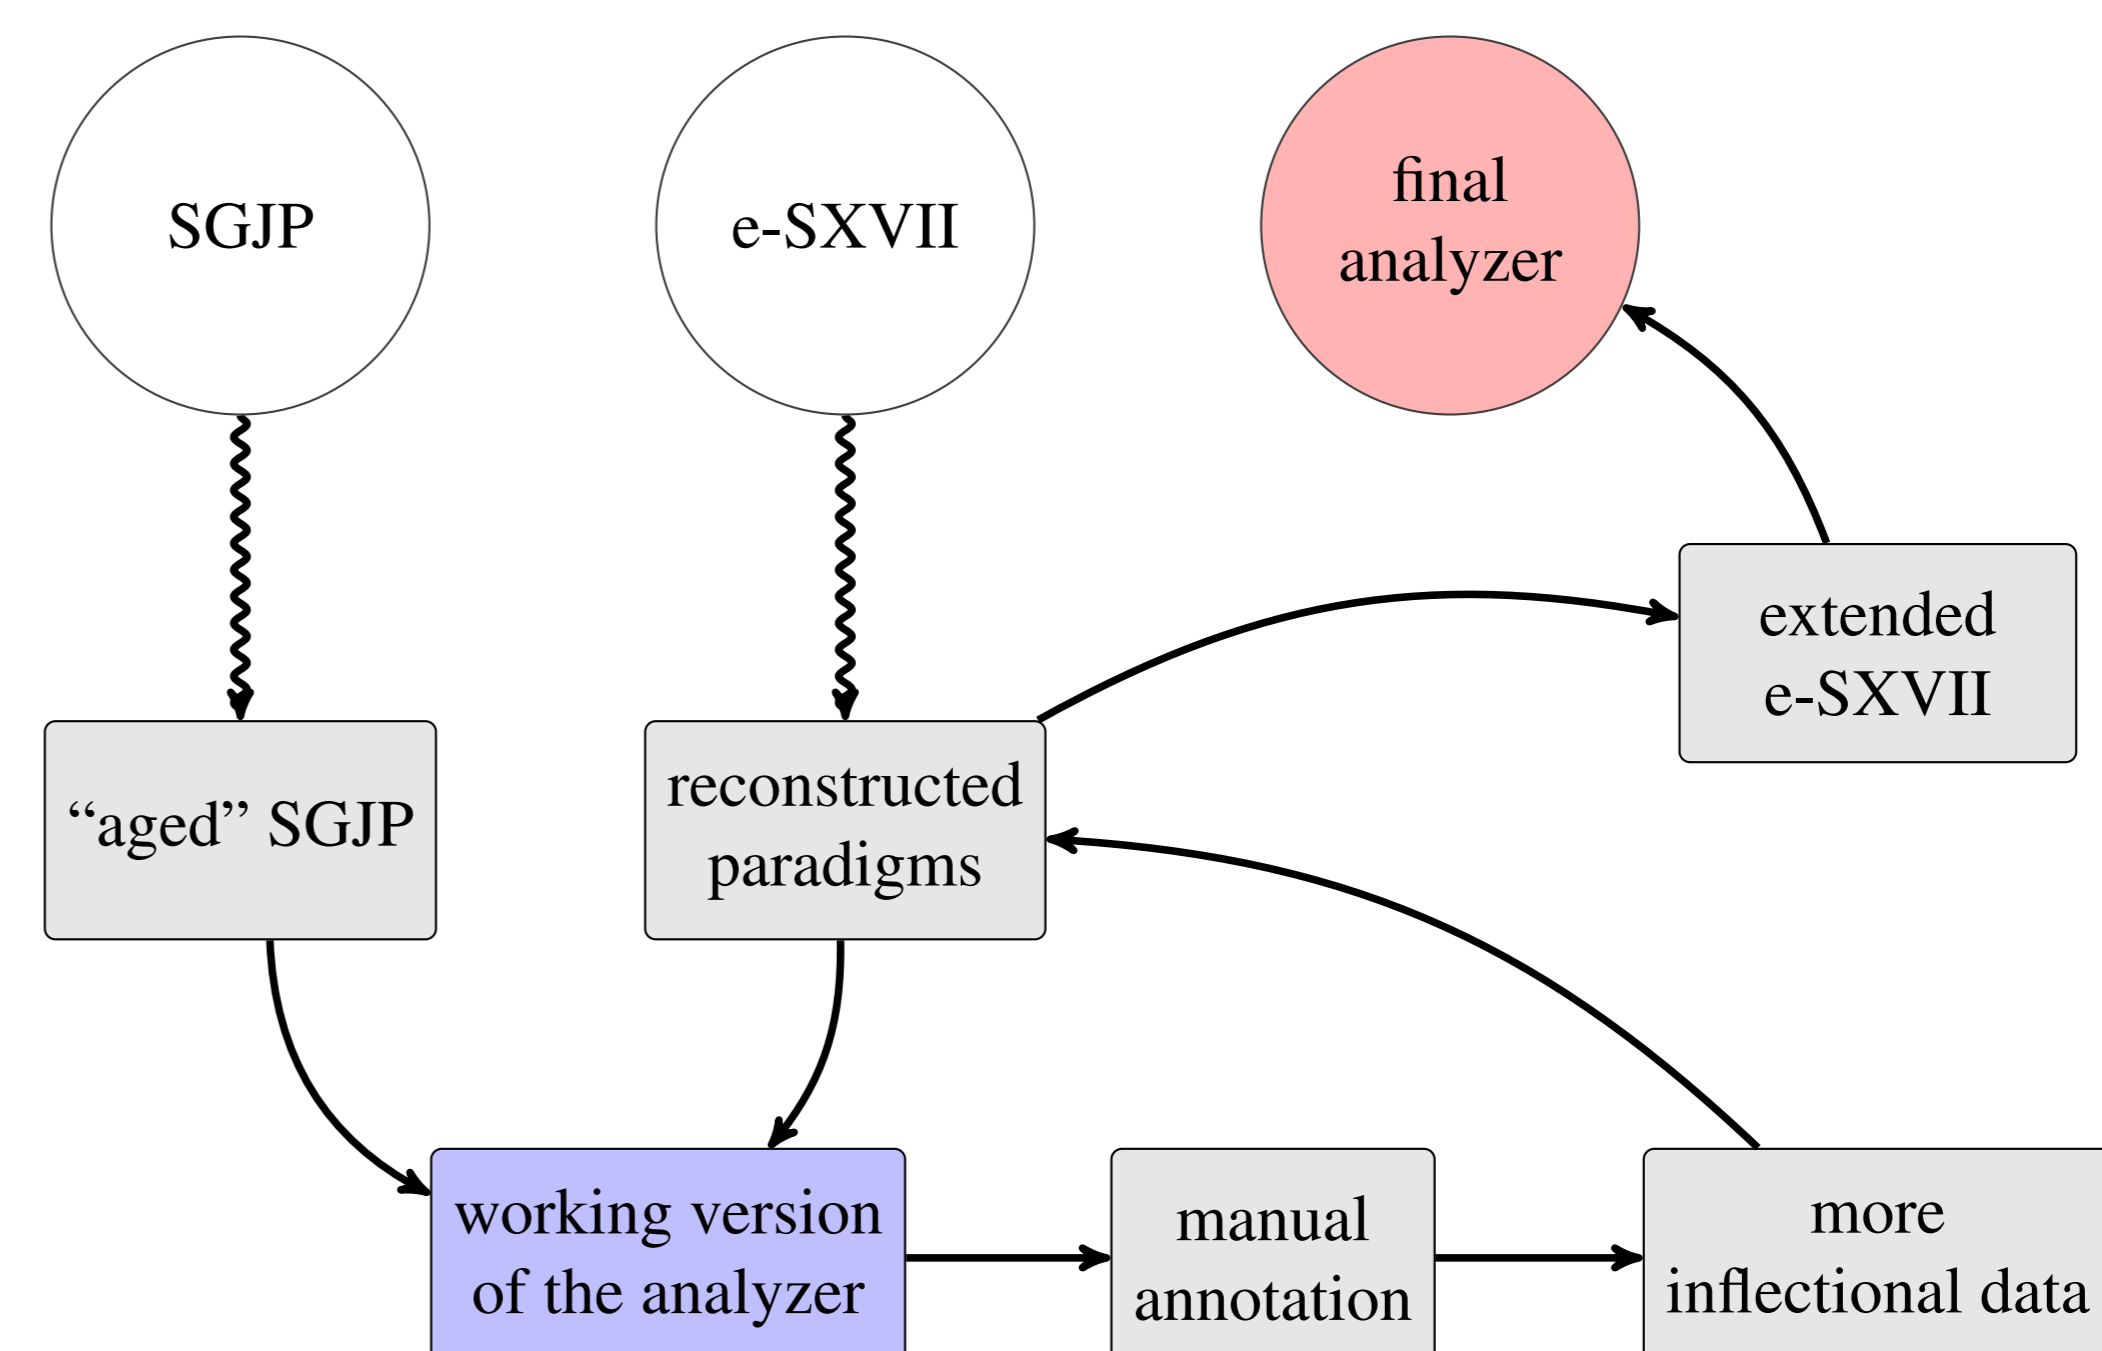 SGJP
e-SXVII
final
analyzer
extended
e-SXVII
“aged” SGJP
reconstructed
paradigms
working version
of the analyzer
manual
annotation
more
inflectional data